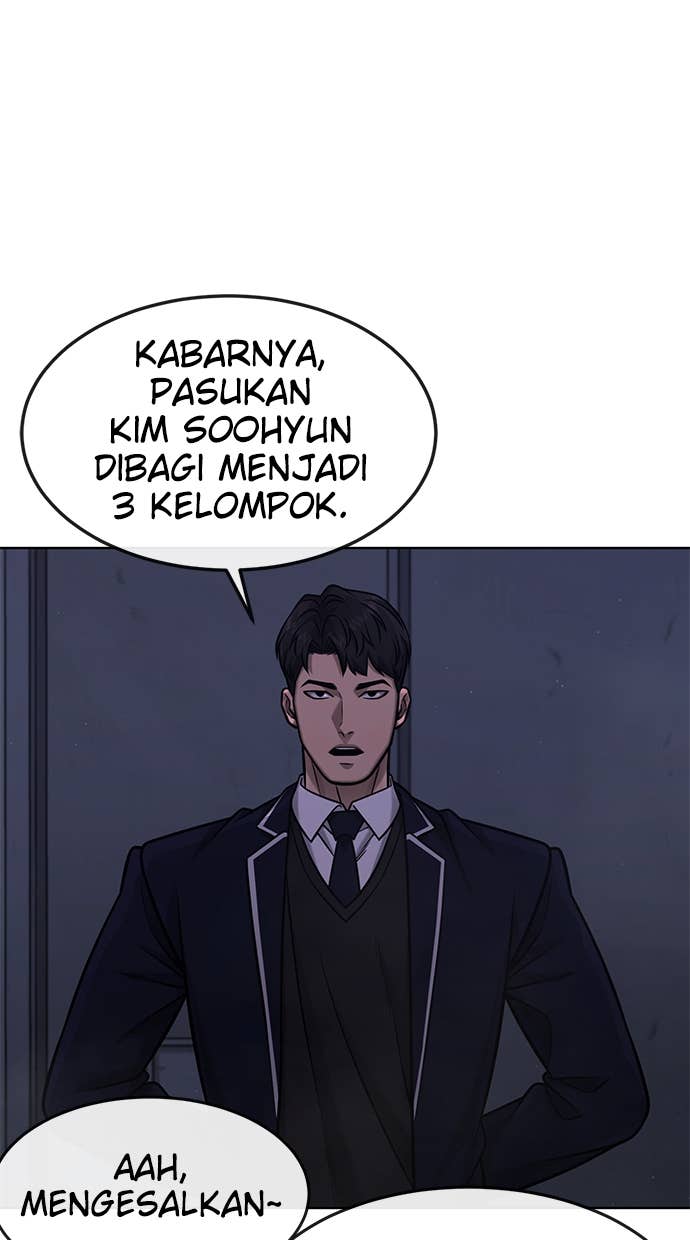 KABARNYA,
PASUKAN
KIM SOOHYUN
DIBAGI MENJADI
3 KELOMPOK.
AAH,
MENGESALKAN~